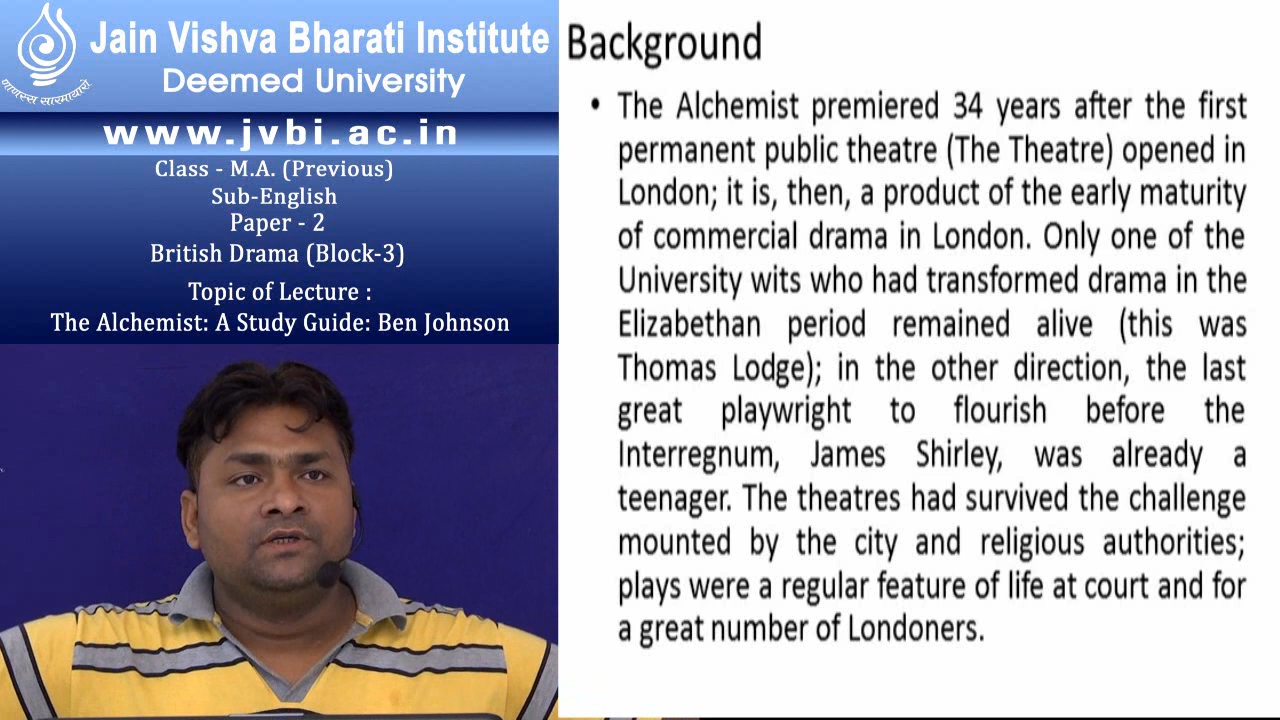 Jain Vishva Bharati Institute
Deemed University
णाणस्स सारमायारो
www.jvbi.ac.in
Class - M.A. (Previous)
Sub-English
Paper - 2
British Drama (Block-3)
Topic of Lecture :
The Alchemist: A Study Guide: Ben Johnson
Background
• The Alchemist premiered 34 years after the first
permanent public theatre (The Theatre) opened in
London; it is, then, a product of the early maturity
of commercial drama in London. Only one of the
University wits who had transformed drama in the
Elizabethan period remained alive (this was
Thomas Lodge); in the other direction, the last
great playwright to flourish before the
Interregnum, James Shirley, was already a
teenager. The theatres had survived the challenge
mounted by the city and religious authorities;
plays were a regular feature of life at court and for
a great number of Londoners.